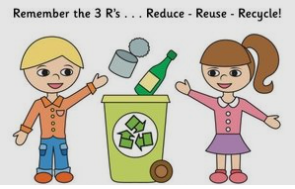 Remember the 3 R's . . . Reduce - Reuse - Recycle!